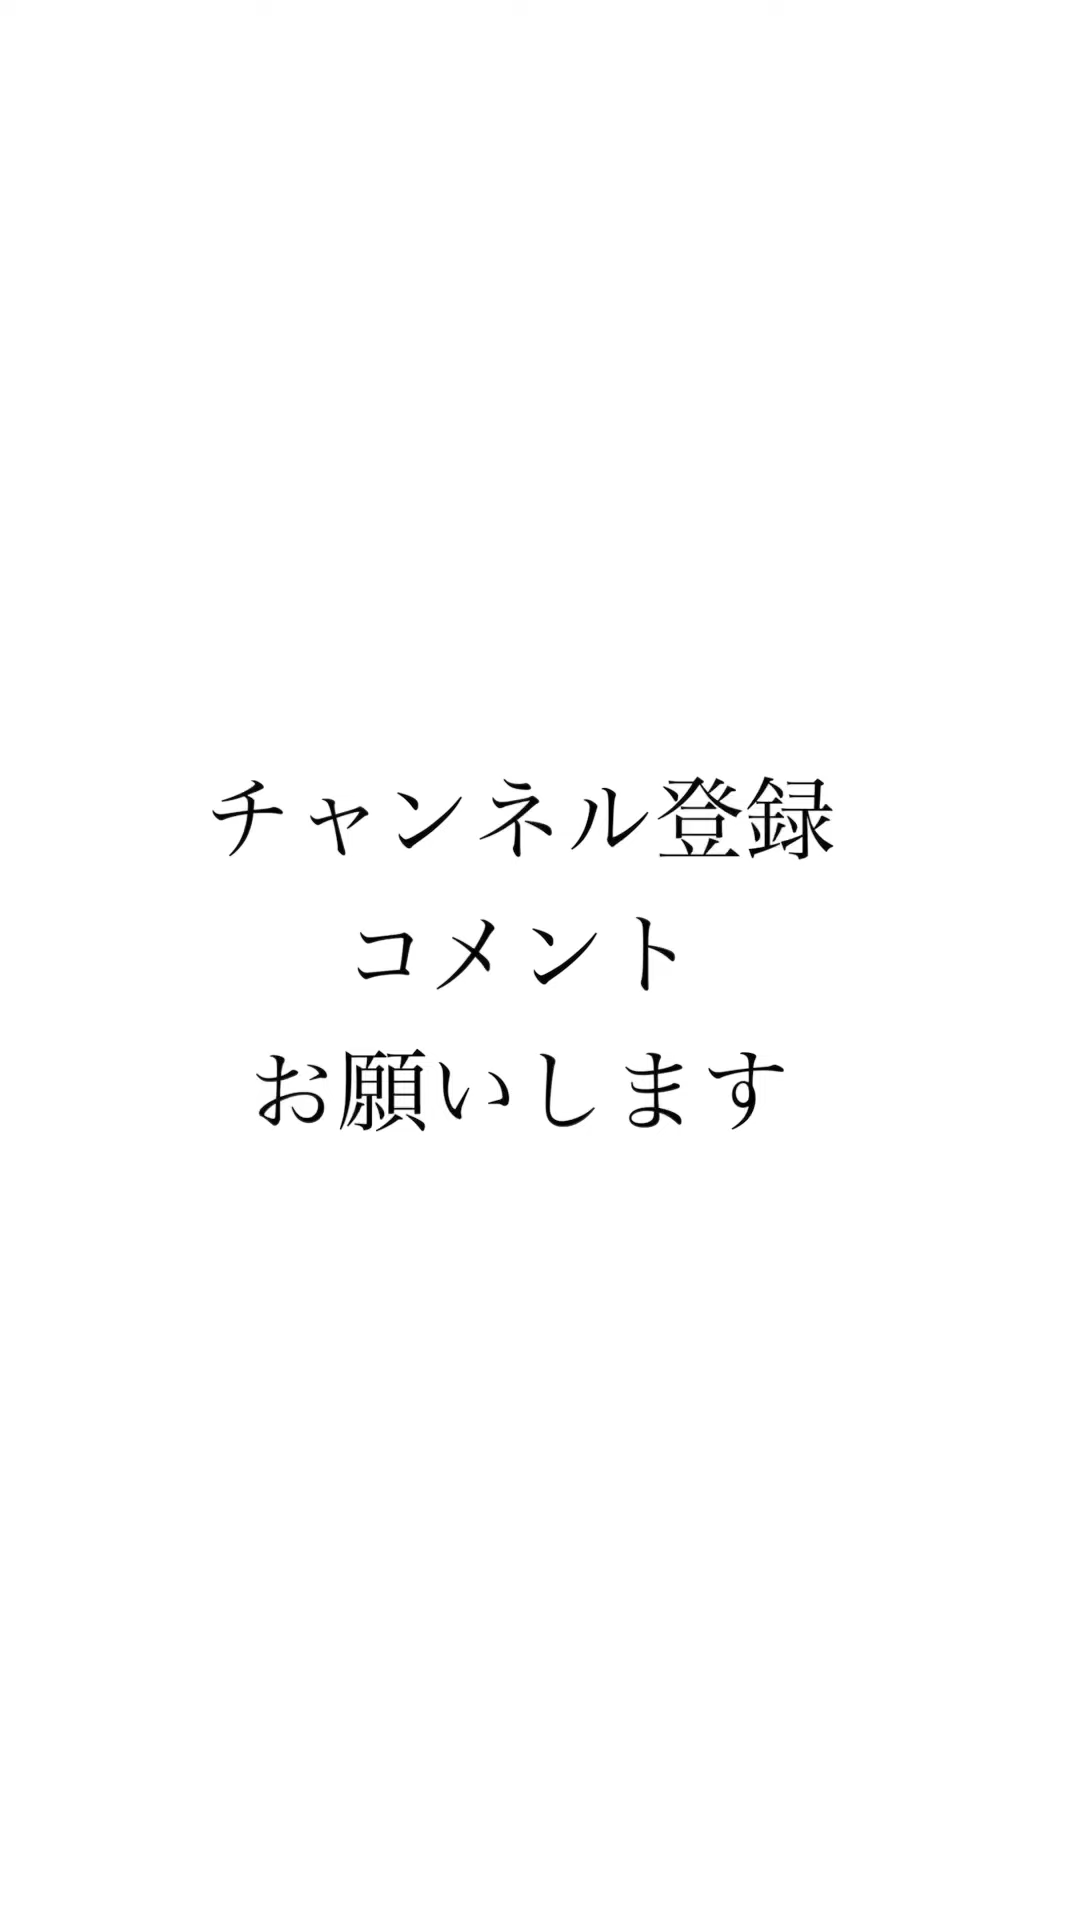 チャンネル登録
コメント
お願いします